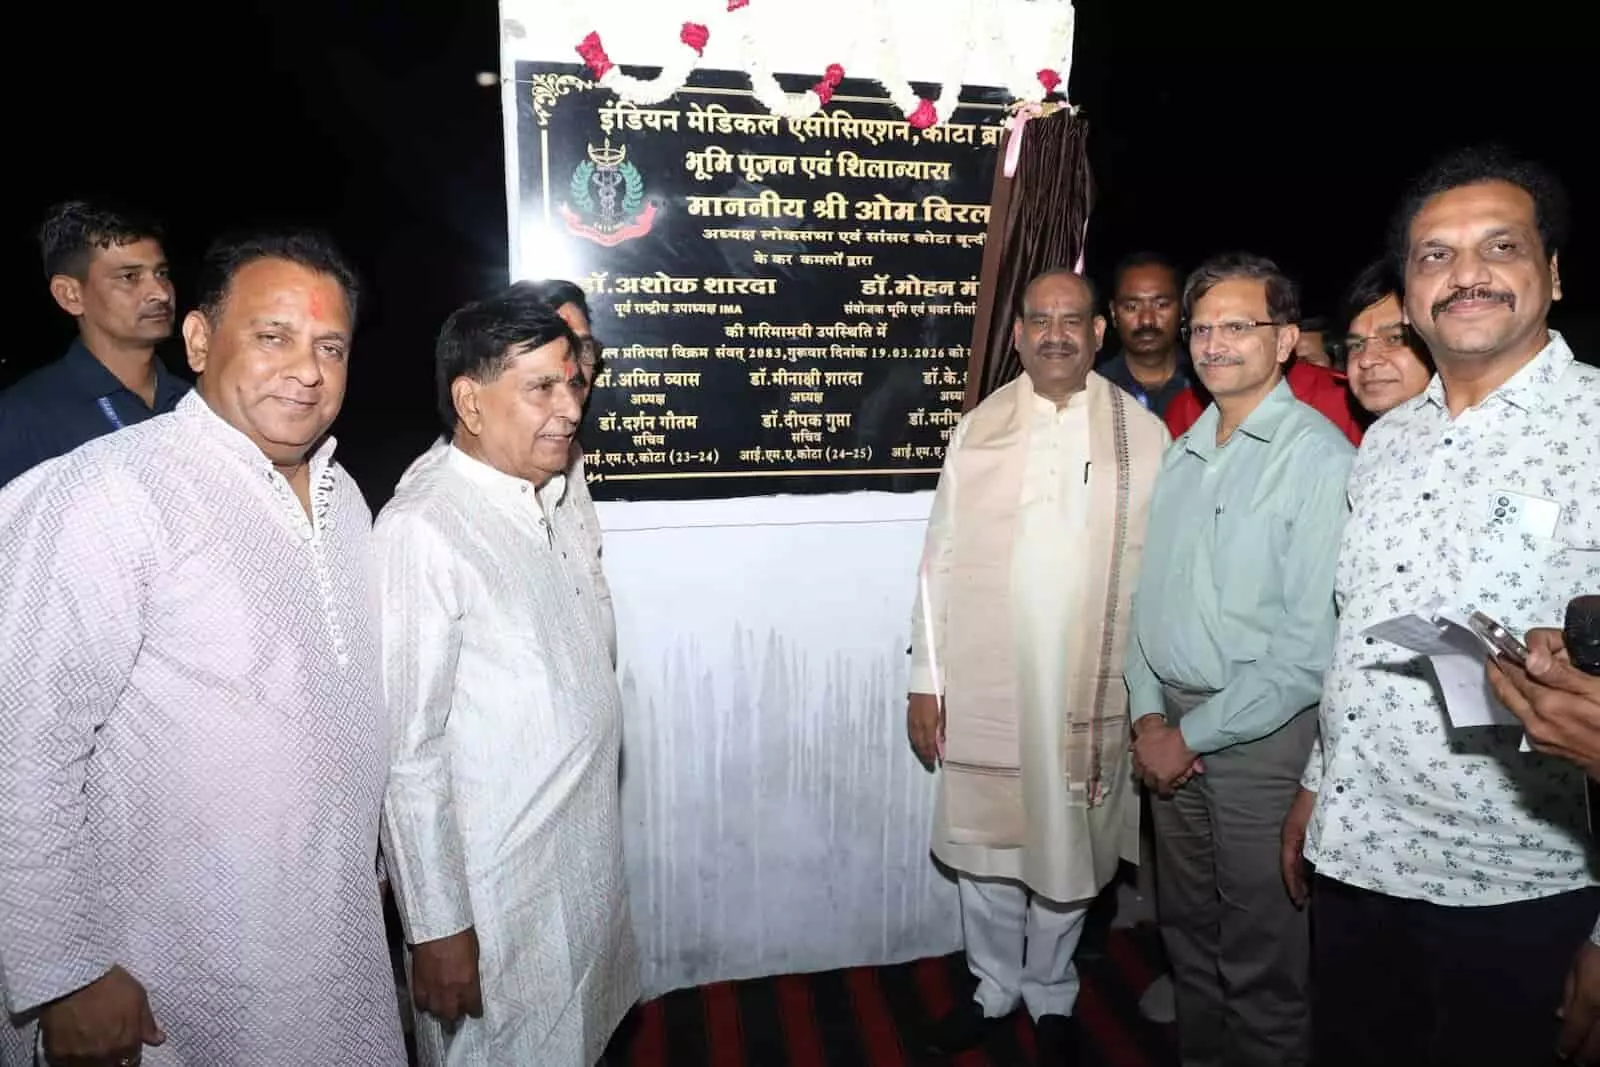 इंडियन मेडिकल एसोसिएशन, कोटा
भूमि पूजन एवं शिलान्यास
माननीय श्री ओम
अध्यक्ष लोकसभा एवं सांसद कोटा बून्दी
के कर कमलों द्वारा
डॉ.अशोक शारदा डॉ.मोहन
पूर्व राष्ट्रीय उपाध्यक्ष IMA संयोजक भूमि एवं भवन
की गरिमामयी उपस्थिति में
प्रतिपदा विक्रम संवत् 2083, गुरूवार दिनांक 19.03.2026 को
डॉ.अमित व्यास डॉ.मीनाक्षी शारदा डॉ.के.
अध्यक्ष अध्यक्ष
डॉ.दर्शन गौतम डॉ.दीपक गुप्ता
सचिव सचिव
आई.एम.ए.कोटा (23-24) आई.एम.ए.कोटा (24-25)